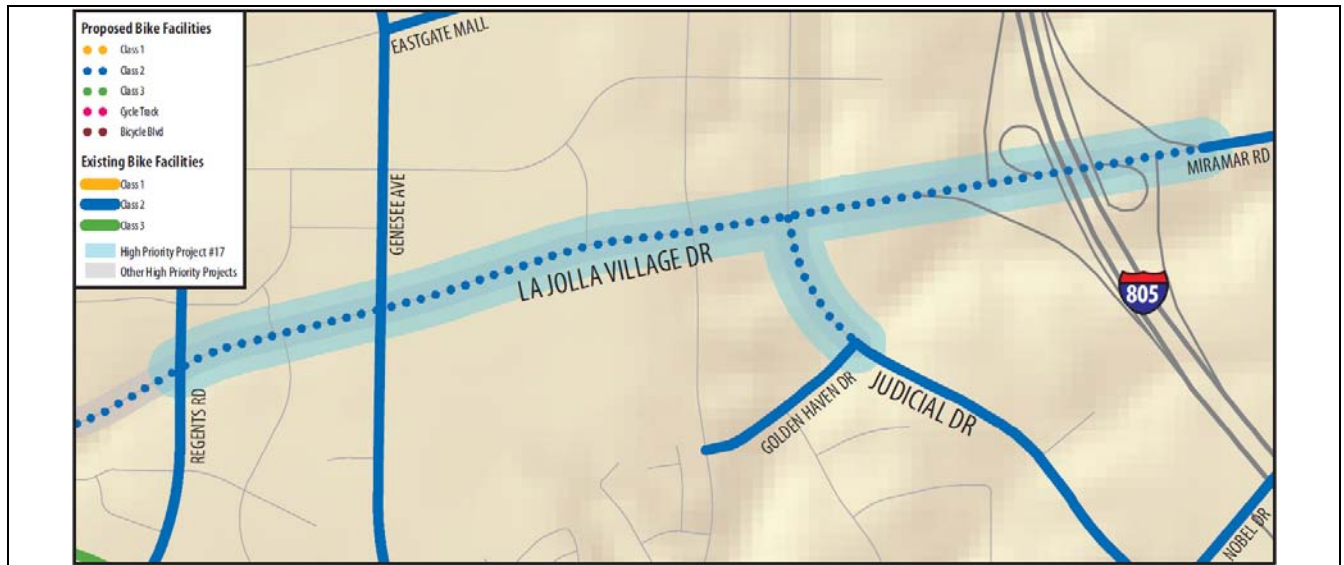 Proposed Bike Facilities
Class 1
Class 2
Class 3
Cycle Track
Bicycle Blvd
Existing Bike Facilities
Class 1
Class 2
Class 3
High Priority Project #17
Other High Priority Projects
EASTGATE MALL
GENESEE AVE
MIRAMAR RD
LA JOLLA VILLAGE DR
805
REGENTS RD
GOLDEN HAVEN DR
JUDICIAL DR
NOBEL DR